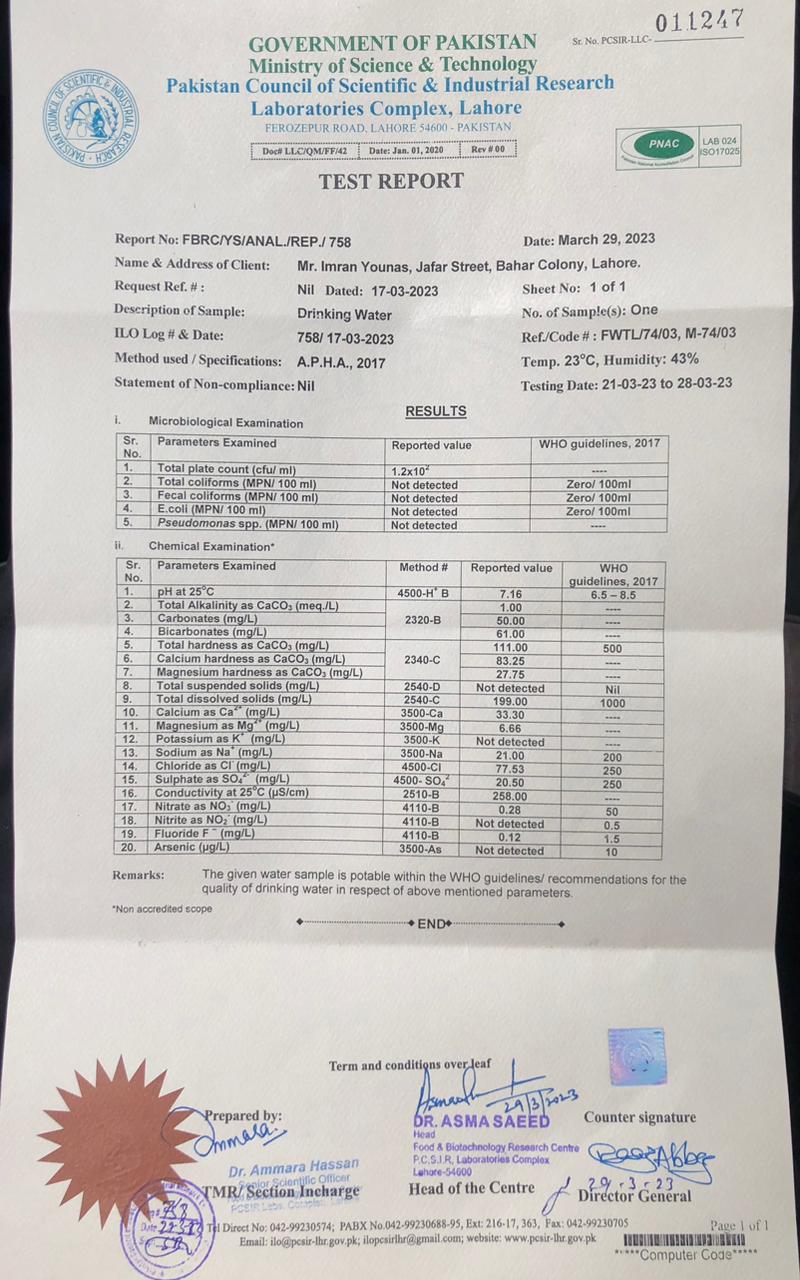 011247
Sr. No. PCSIR-LLC-
GOVERNMENT OF PAKISTAN
Ministry of Science & Technology
Pakistan Council of Scientific & Industrial Research
Laboratories Complex, Lahore
FEROZEPUR ROAD, LAHORE 54600 - PAKISTAN
PAKISTAN COUNCIL OF SCIENTIFIC & INDUSTRIAL RESEARCH
Doc# LLC/QM/FF/42 Date: Jan. 01, 2020 Rev # 00
PNAC LAB 024
Pakistan National Accreditation Council ISO17025
TEST REPORT
Report No: FBRC/YS/ANAL./REP./ 758 Date: March 29, 2023
Name & Address of Client: Mr. Imran Younas, Jafar Street, Bahar Colony, Lahore.
Request Ref. # : Nil Dated: 17-03-2023 Sheet No: 1 of 1
Description of Sample: Drinking Water No. of Sample(s): One
ILO Log # & Date: 758/ 17-03-2023 Ref./Code # : FWTL/74/03, M-74/03
Method used / Specifications: A.P.H.A., 2017 Temp. 23°C, Humidity: 43%
Statement of Non-compliance: Nil Testing Date: 21-03-23 to 28-03-23
RESULTS
i. Microbiological Examination
Sr. No. Parameters Examined Reported value WHO guidelines, 2017
1. Total plate count (cfu/ ml) 1.2x10² ----
2. Total coliforms (MPN/ 100 ml) Not detected Zero/ 100ml
3. Fecal coliforms (MPN/ 100 ml) Not detected Zero/ 100ml
4. E.coli (MPN/ 100 ml) Not detected Zero/ 100ml
5. Pseudomonas spp. (MPN/ 100 ml) Not detected ----
ii. Chemical Examination*
Sr. No. Parameters Examined Method # Reported value WHO guidelines, 2017
1. pH at 25°C 4500-H⁺ B 7.16 6.5 – 8.5
2. Total Alkalinity as CaCO₃ (meq./L) 2320-B 1.00 ----
3. Carbonates (mg/L) 50.00 ----
4. Bicarbonates (mg/L) 61.00 ----
5. Total hardness as CaCO₃ (mg/L) 2340-C 111.00 500
6. Calcium hardness as CaCO₃ (mg/L) 83.25 ----
7. Magnesium hardness as CaCO₃ (mg/L) 27.75 ----
8. Total suspended solids (mg/L) 2540-D Not detected Nil
9. Total dissolved solids (mg/L) 2540-C 199.00 1000
10. Calcium as Ca²⁺ (mg/L) 3500-Ca 33.30 ----
11. Magnesium as Mg²⁺ (mg/L) 3500-Mg 6.66 ----
12. Potassium as K⁺ (mg/L) 3500-K Not detected ----
13. Sodium as Na⁺ (mg/L) 3500-Na 21.00 200
14. Chloride as Cl⁻ (mg/L) 4500-Cl 77.53 250
15. Sulphate as SO₄²⁻ (mg/L) 4500- SO₄² 20.50 250
16. Conductivity at 25°C (µS/cm) 2510-B 258.00 ----
17. Nitrate as NO₃⁻ (mg/L) 4110-B 0.28 50
18. Nitrite as NO₂⁻ (mg/L) 4110-B Not detected 0.5
19. Fluoride F ⁻ (mg/L) 4110-B 0.12 1.5
20. Arsenic (µg/L) 3500-As Not detected 10
Remarks: The given water sample is potable within the WHO guidelines/ recommendations for the
quality of drinking water in respect of above mentioned parameters.
*Non accredited scope
END
Term and conditions overleaf
29/3/2023
Prepared by:
Ammara
DR. ASMA SAEED
Head
Food & Biotechnology Research Centre
P.C.S.I.R, Laboratories Complex
Lahore-54600
Counter signature
Dr. Ammara Hassan
Senior Scientific Officer
PCSIR Labs. Complex, Lahore
TMR/ Section Incharge
Head of the Centre
29-3-23
Director General
758
Tel Direct No: 042-99230574; PABX No.042-99230688-95, Ext: 216-17, 363, Fax: 042-99230705
Email: ilo@pcsir-lhr.gov.pk; ilopcsirlhr@gmail.com; website: www.pcsir-lhr.gov.pk
Page 1 of 1
*****Computer Code*****